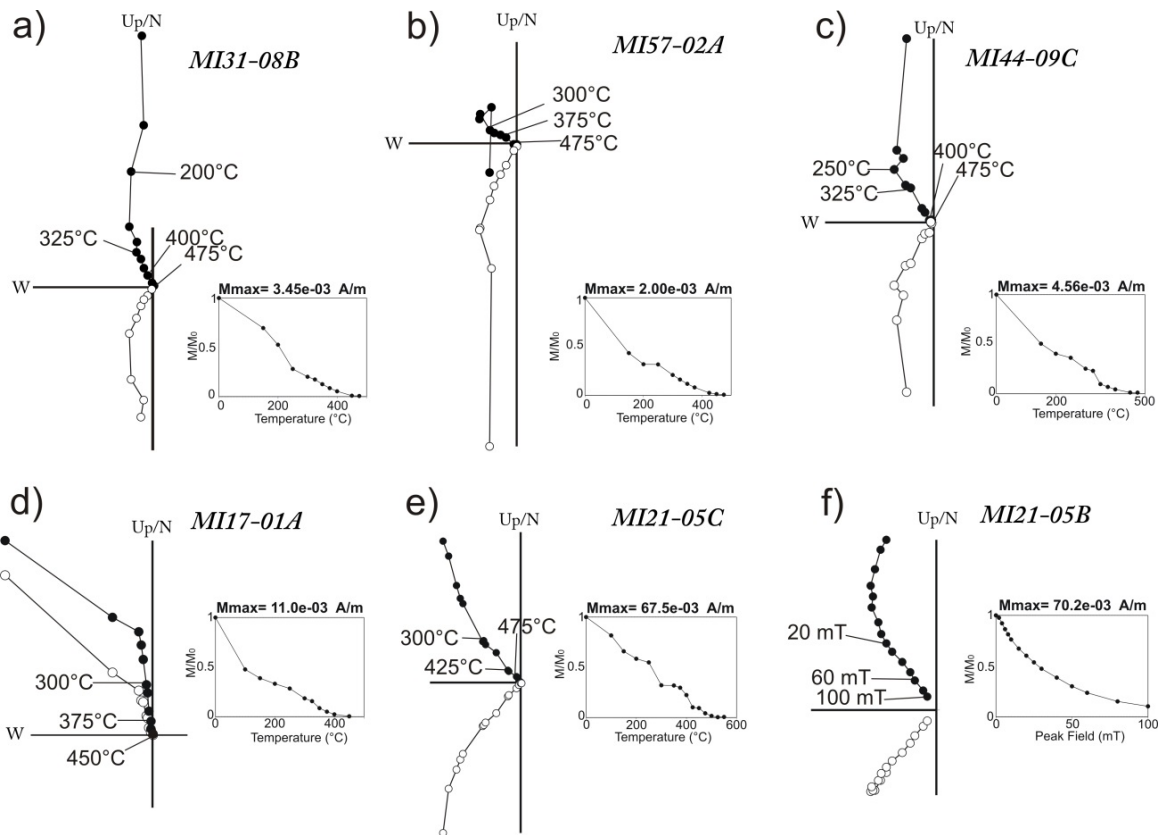 a)
Up/N
MI31-08B
200°C
325°C
400°C
475°C
W
Mmax= 3.45e-03 A/m
1
0.5
0
M/M0
0
200
400
Temperature (°C)
b)
Up/N
MI57-02A
300°C
375°C
475°C
W
Mmax= 2.00e-03 A/m
1
0.5
0
M/M0
0
200
400
Temperature (°C)
c)
Up/N
MI44-09C
400°C
250°C
475°C
325°C
W
Mmax= 4.56e-03 A/m
1
0.5
0
M/M0
0
200
500
Temperature (°C)
d)
Up/N
MI17-01A
300°C
375°C
W
450°C
Mmax= 11.0e-03 A/m
1
0.5
0
M/M0
0
200
400
Temperature (°C)
e)
Up/N
MI21-05C
475°C
300°C
425°C
Mmax= 67.5e-03 A/m
1
0.5
0
M/M0
0
200
400
600
Temperature (°C)
f)
Up/N
MI21-05B
20 mT
60 mT
100 mT
Mmax= 70.2e-03 A/m
1
0.5
0
M/M0
0
50
100
Peak Field (mT)